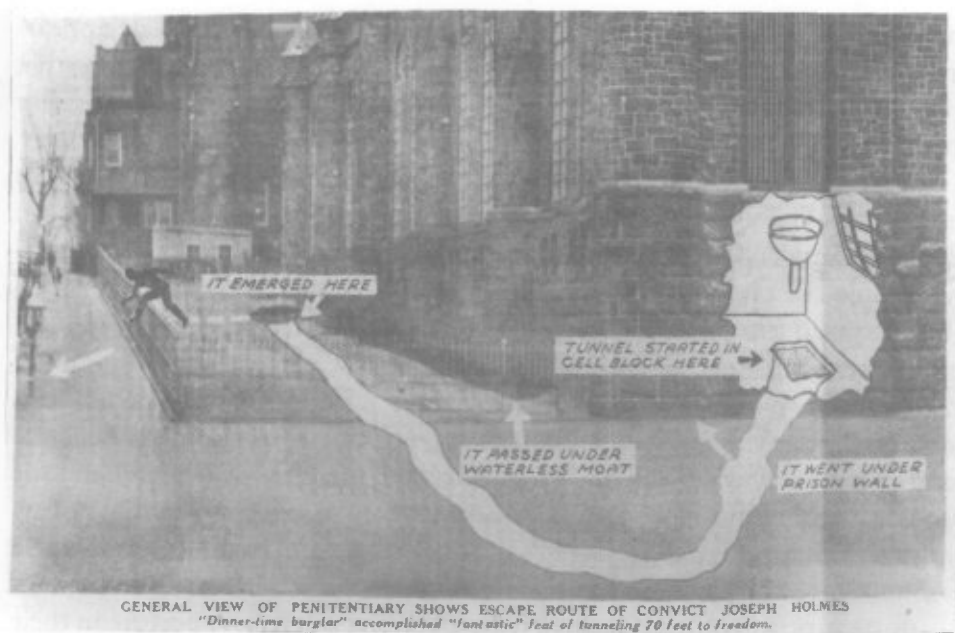 IT EMERGED HERE
TUNNEL STARTED IN
CELL BLOCK HERE
IT PASSED UNDER
WATERLESS MOAT
IT WENT UNDER
PRISON WALL
GENERAL VIEW OF PENITENTIARY SHOWS ESCAPE ROUTE OF CONVICT JOSEPH HOLMES
"Dinner-time burglar" accomplished "fantastic" feat of tunneling 70 feet to freedom.